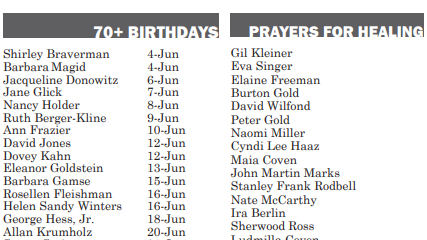 70+ BIRTHDAYS
Shirley Braverman 4-Jun
Barbara Magid 4-Jun
Jacqueline Donowitz 6-Jun
Jane Glick 7-Jun
Nancy Holder 8-Jun
Ruth Berger-Kline 9-Jun
Ann Frazier 10-Jun
David Jones 12-Jun
Dovey Kahn 12-Jun
Eleanor Goldstein 13-Jun
Barbara Gamse 15-Jun
Rosellen Fleishman 16-Jun
Helen Sandy Winters 16-Jun
George Hess, Jr. 18-Jun
Allan Krumholz 20-Jun
PRAYERS FOR HEALING
Gil Kleiner
Eva Singer
Elaine Freeman
Burton Gold
David Wilfond
Peter Gold
Naomi Miller
Cyndi Lee Haaz
Maia Coven
John Martin Marks
Stanley Frank Rodbell
Nate McCarthy
Ira Berlin
Sherwood Ross
Ludmilla Coven